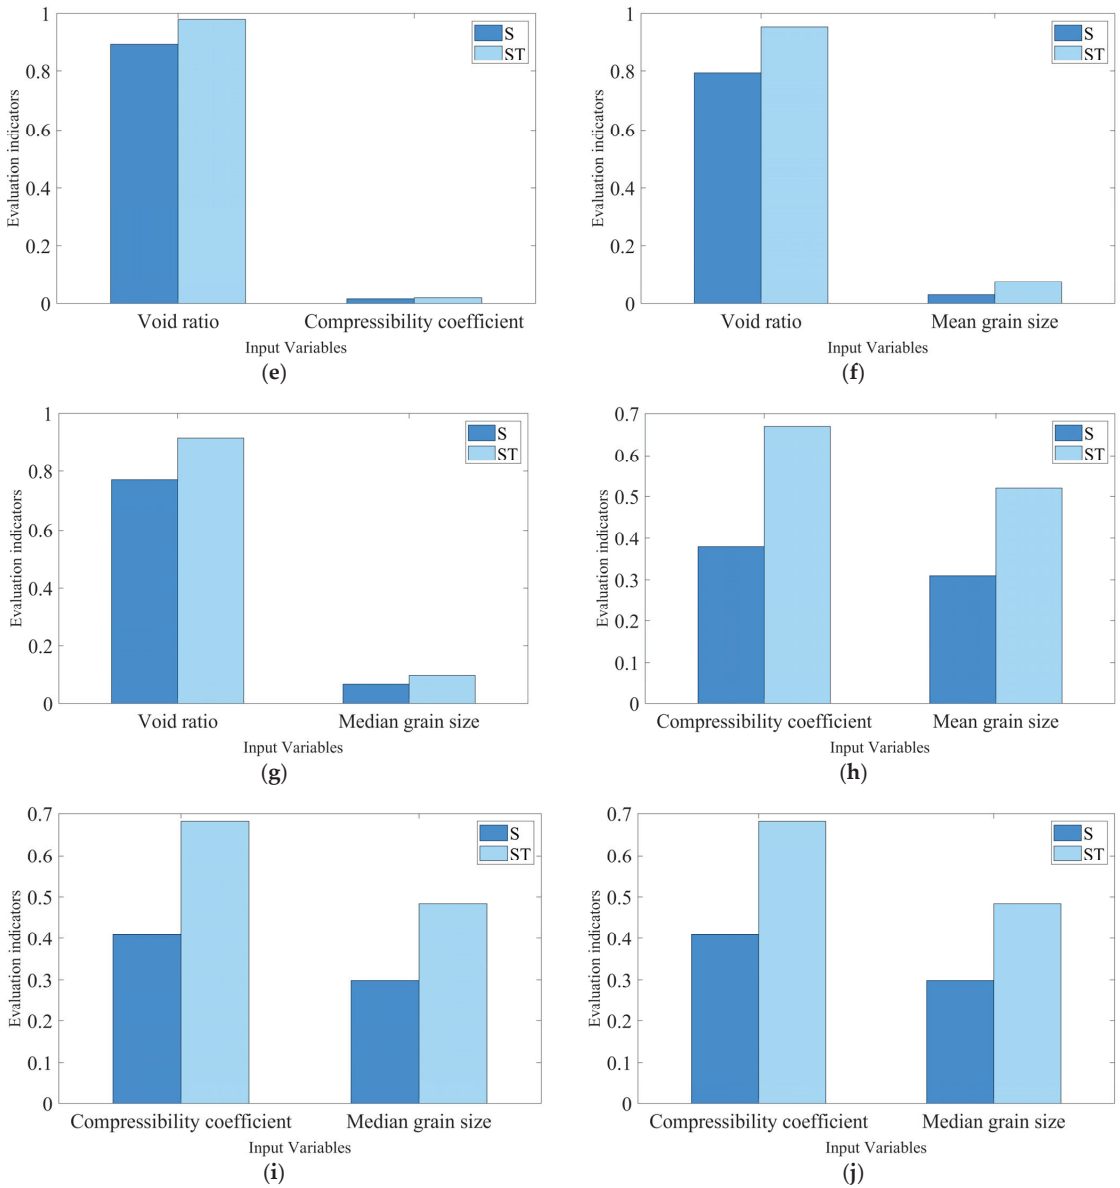 1
0.8
0.6
0.4
0.2
0
Evaluation indicators
S
ST
Void ratio
Compressibility coefficient
Input Variables
(e)
1
0.8
0.6
0.4
0.2
0
Evaluation indicators
S
ST
Void ratio
Mean grain size
Input Variables
(f)
1
0.8
0.6
0.4
0.2
0
Evaluation indicators
S
ST
Void ratio
Median grain size
Input Variables
(g)
0.7
0.6
0.5
0.4
0.3
0.2
0.1
0
Evaluation indicators
S
ST
Compressibility coefficient
Mean grain size
Input Variables
(h)
0.7
0.6
0.5
0.4
0.3
0.2
0.1
0
Evaluation indicators
S
ST
Compressibility coefficient
Median grain size
Input Variables
(i)
0.7
0.6
0.5
0.4
0.3
0.2
0.1
0
Evaluation indicators
S
ST
Compressibility coefficient
Median grain size
Input Variables
(j)